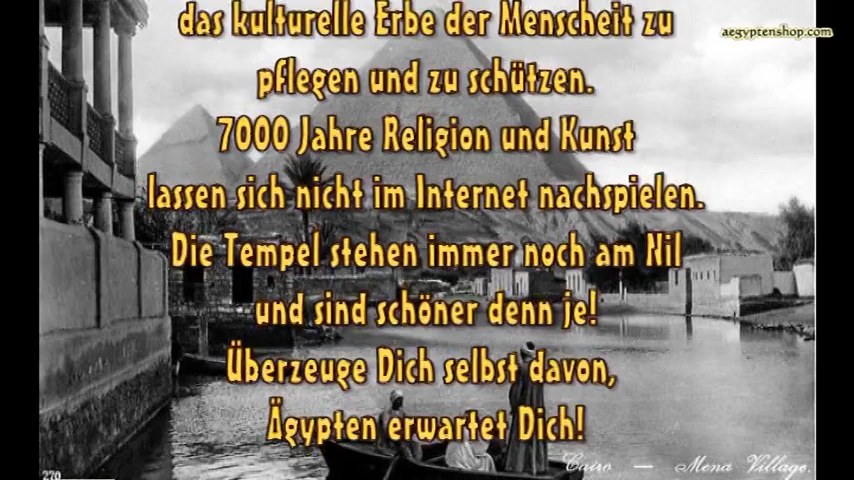 das kulturelle Erbe der Menscheit zu
aegyptenshop.com
pflegen und zu schützen.
7000 Jahre Religion und Kunst
lassen sich nicht im Internet nachspielen.
Die Tempel stehen immer noch am Nil
und sind schöner denn je!
Überzeuge Dich selbst davon,
Ägypten erwartet Dich!
Cairo — Mena Village.
270